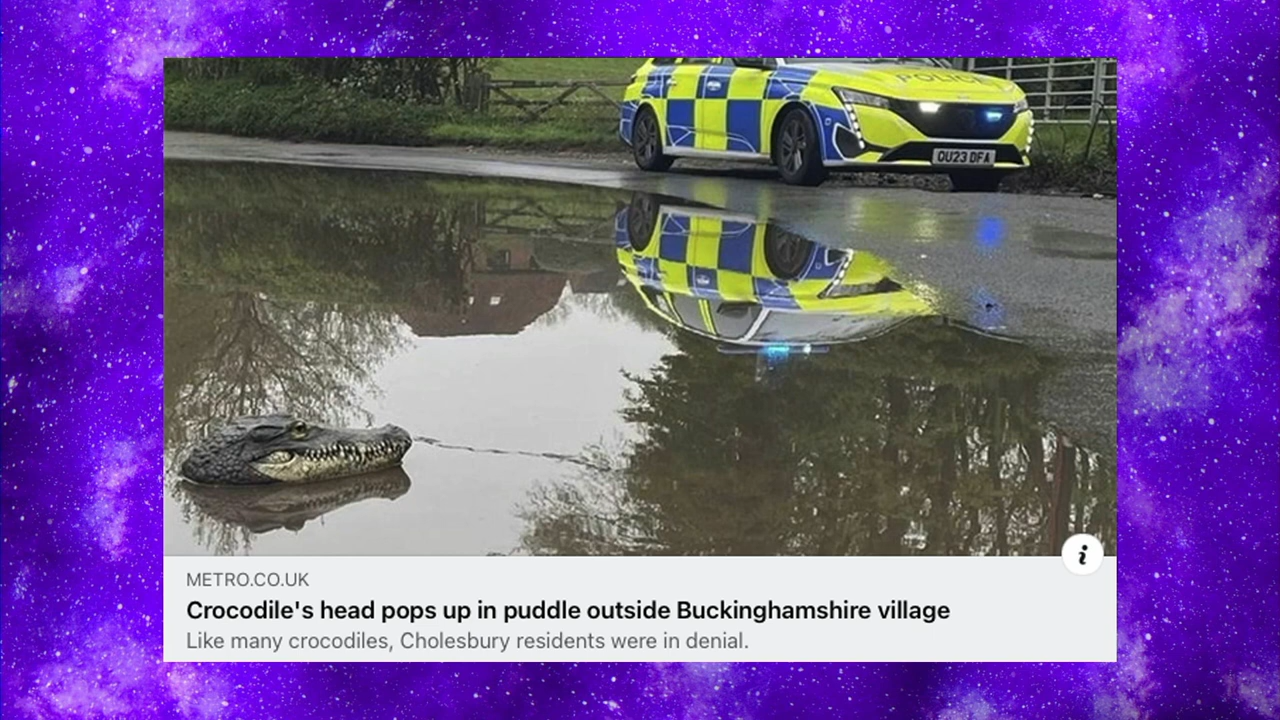 POLICE
OU23 DFA
METRO.CO.UK
Crocodile's head pops up in puddle outside Buckinghamshire village
Like many crocodiles, Cholesbury residents were in denial.